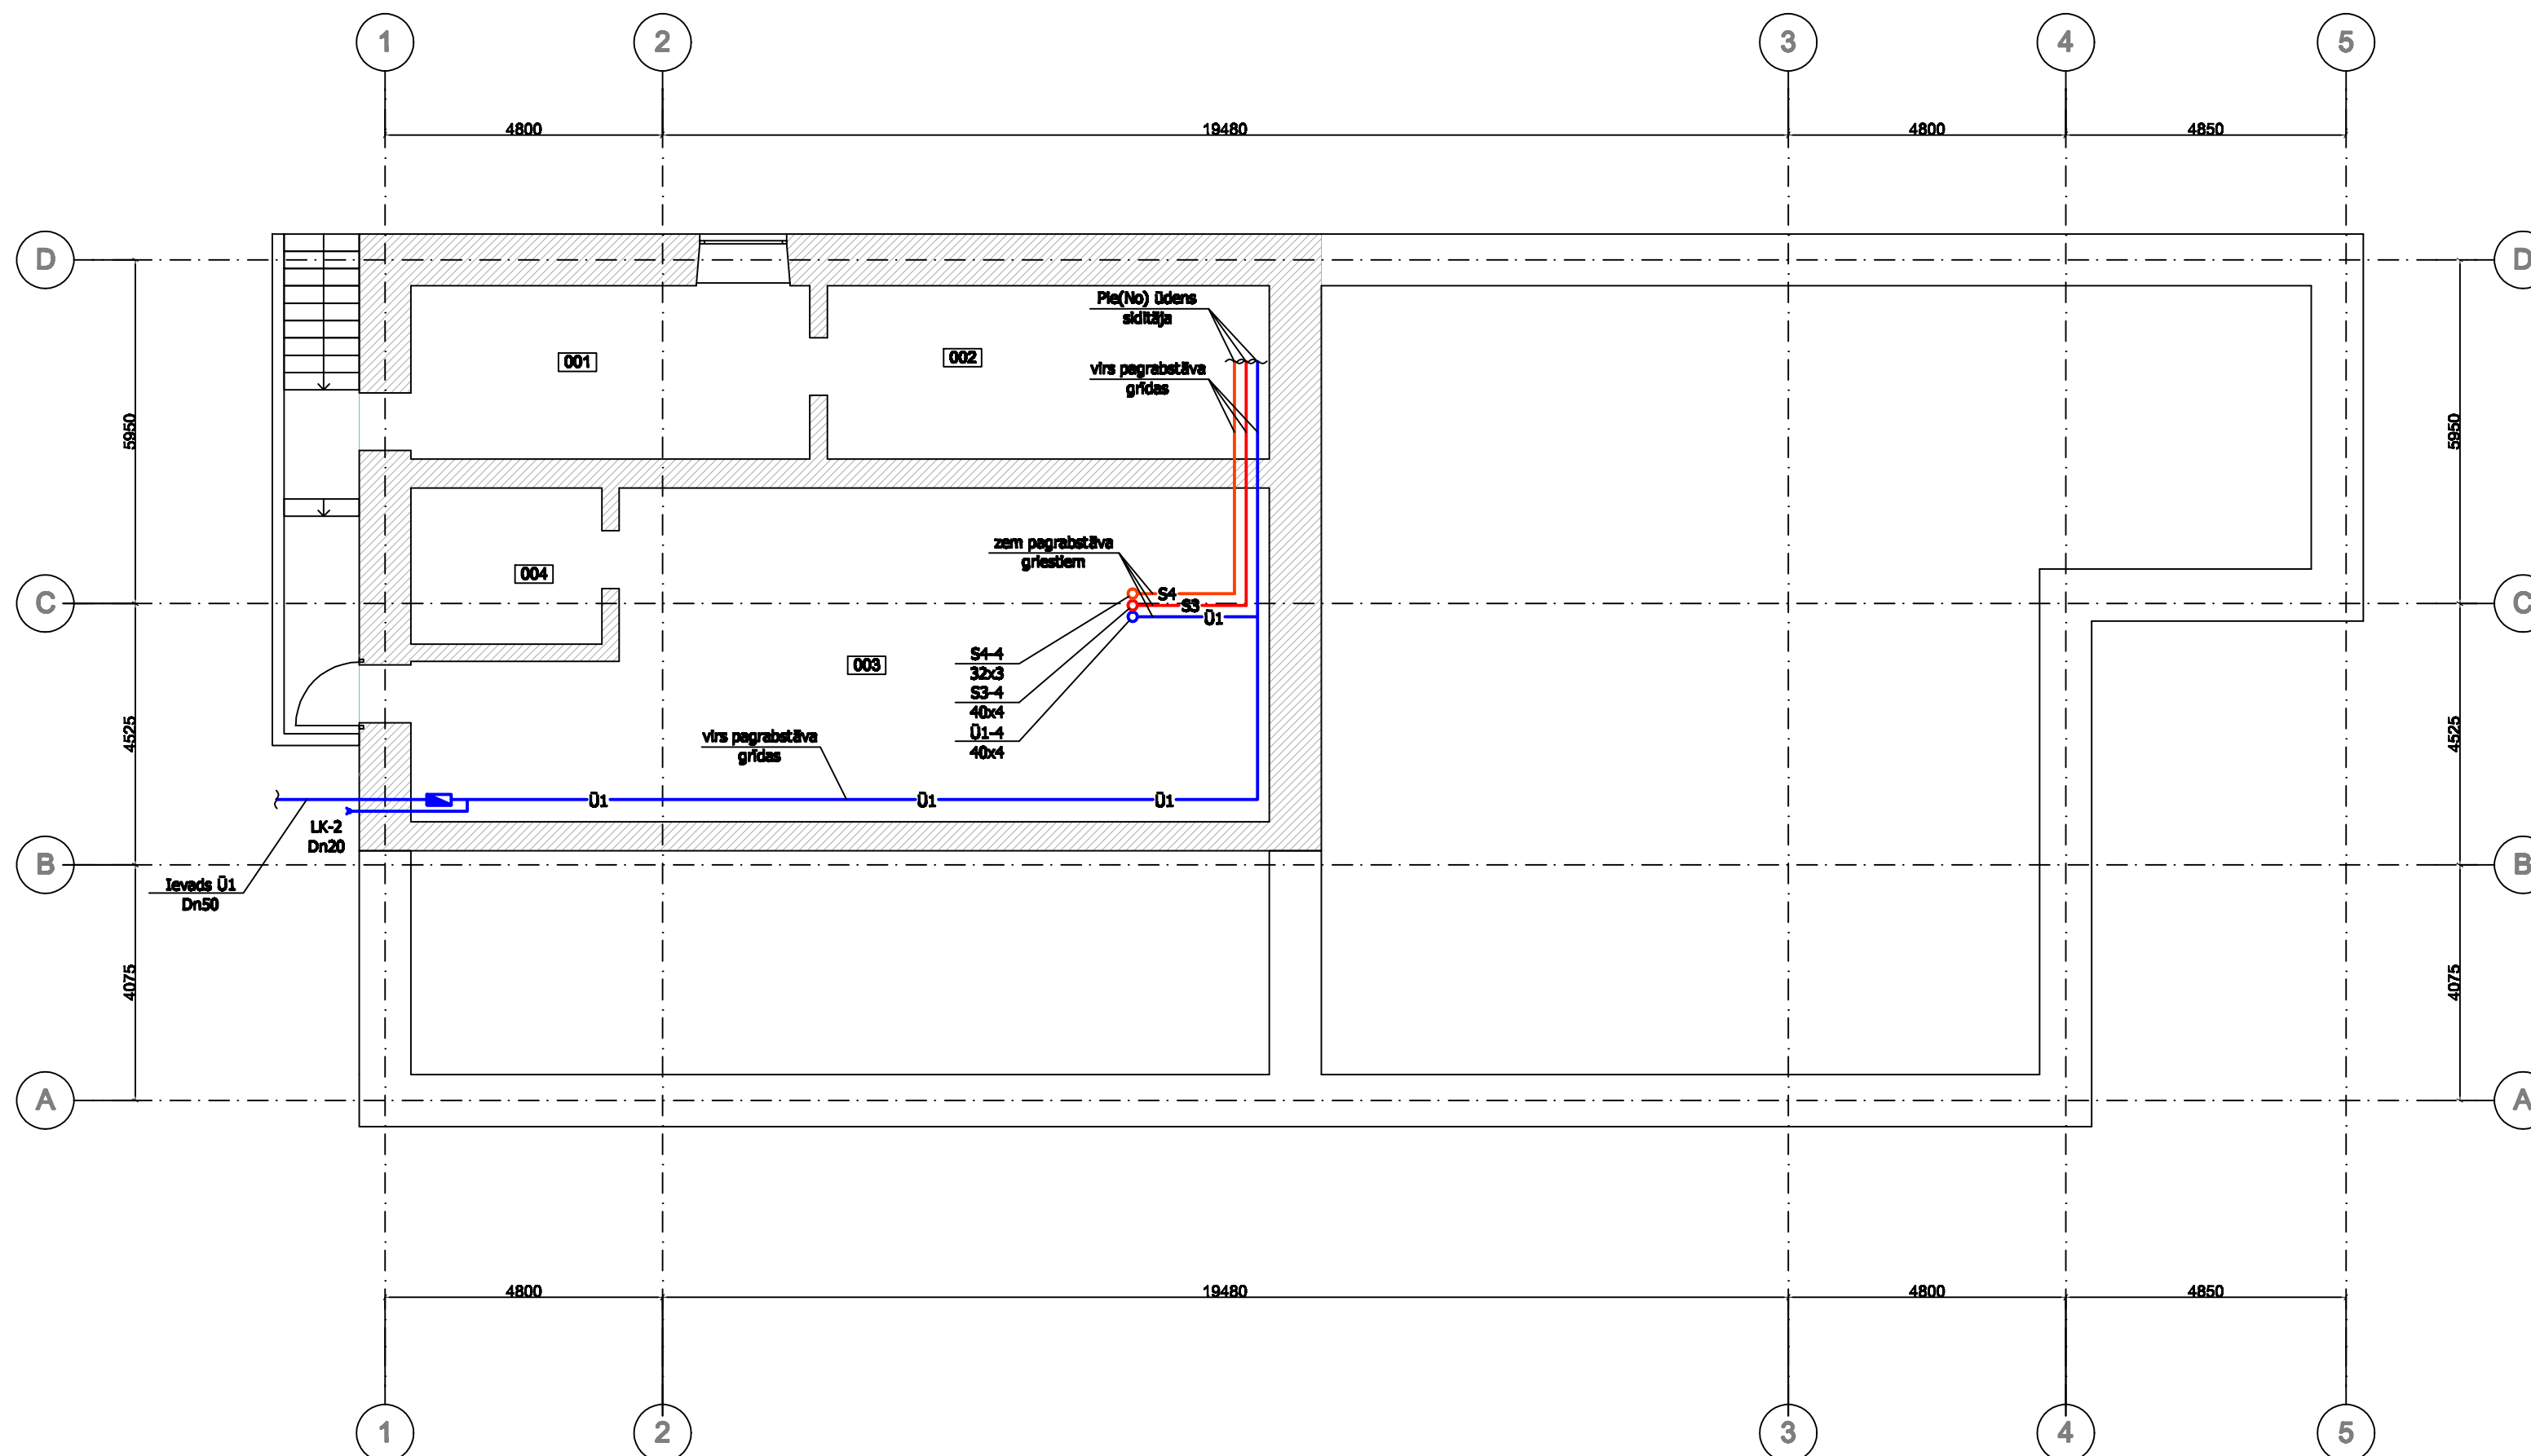 1 2 3 4 5
4800 19480 4800 4850
D D
Pie(No) ūdens
sildītāja
001
002
virs pagrabstāva
grīdas
5950 5950
zem pagrabstāva
griestiem
004
S4
C C
S3
Ū1
S4-4
003
32x3
S3-4
40x4
4525 4525
Ū1-4
virs pagrabstāva
40x4
grīdas
Ū1 Ū1 Ū1
LK-2
Dn20
B B
Ievads Ū1
Dn50
4075 4075
A A
4800 19480 4800 4850
1 2 3 4 5